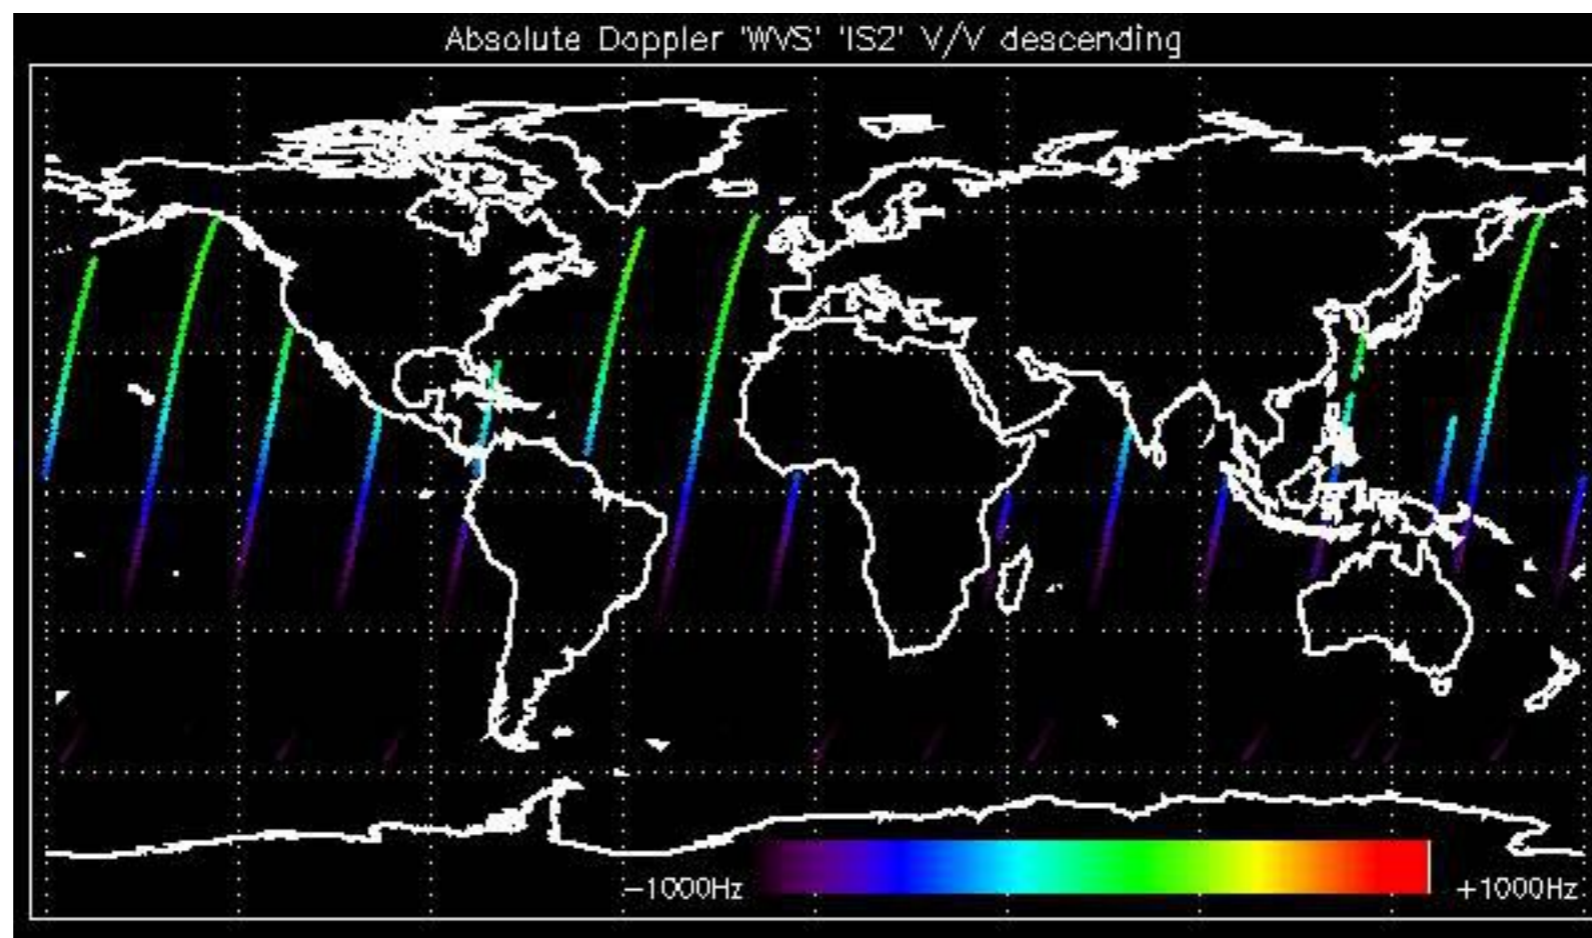 Absolute Doppler 'WVS' 'IS2' V/V descending
−1000Hz +1000Hz